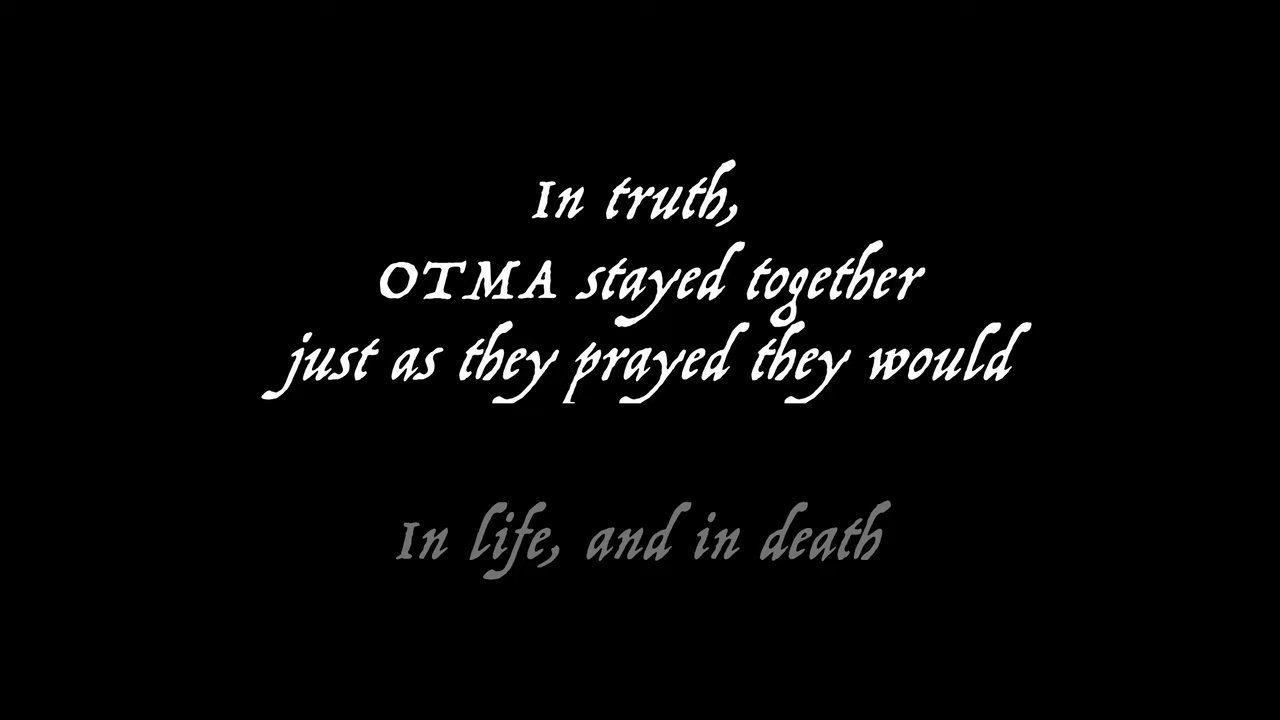 In truth,
OTMA stayed together
just as they prayed they would
In life, and in death